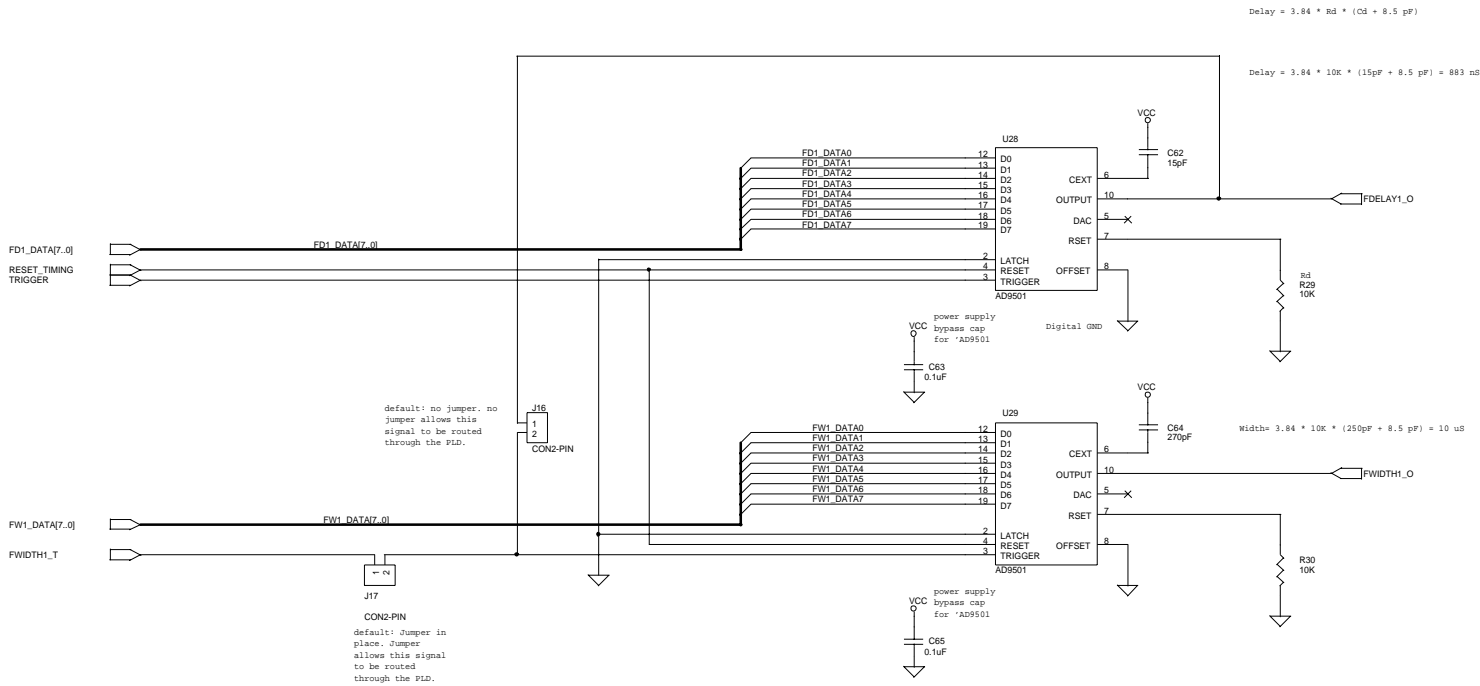 Delay = 3.84 * Rd * (Cd + 8.5 pF)
Delay = 3.84 * 10K * (15pF + 8.5 pF) = 883 nS
VCC
C62
15pF
U28
FD1_DATA0
FD1_DATA1
FD1_DATA2
FD1_DATA3
FD1_DATA4
FD1_DATA5
FD1_DATA6
FD1_DATA7
12
13
14
15
16
17
18
19
D0
D1
D2
D3
D4
D5
D6
D7
2
4
3
LATCH
RESET
TRIGGER
CEXT
OUTPUT
DAC
RSET
OFFSET
6
10
5
7
8
AD9501
FDELAY1_O
FD1_DATA[7..0]
FD1_DATA[7..0]
RESET_TIMING
TRIGGER
Rd
R29
10K
VCC
power supply
bypass cap
for 'AD9501
Digital GND
C63
0.1uF
default: no jumper. no
jumper allows this
signal to be routed
through the PLD.
J16
1
2
CON2-PIN
VCC
C64
270pF
Width= 3.84 * 10K * (250pF + 8.5 pF) = 10 uS
U29
FW1_DATA0
FW1_DATA1
FW1_DATA2
FW1_DATA3
FW1_DATA4
FW1_DATA5
FW1_DATA6
FW1_DATA7
12
13
14
15
16
17
18
19
D0
D1
D2
D3
D4
D5
D6
D7
2
4
3
LATCH
RESET
TRIGGER
CEXT
OUTPUT
DAC
RSET
OFFSET
6
10
5
7
8
AD9501
FWIDTH1_O
FW1_DATA[7..0]
FW1_DATA[7..0]
FWIDTH1_T
1
2
J17
CON2-PIN
default: Jumper in
place. Jumper
allows this signal
to be routed
through the PLD.
R30
10K
VCC
power supply
bypass cap
for 'AD9501
C65
0.1uF